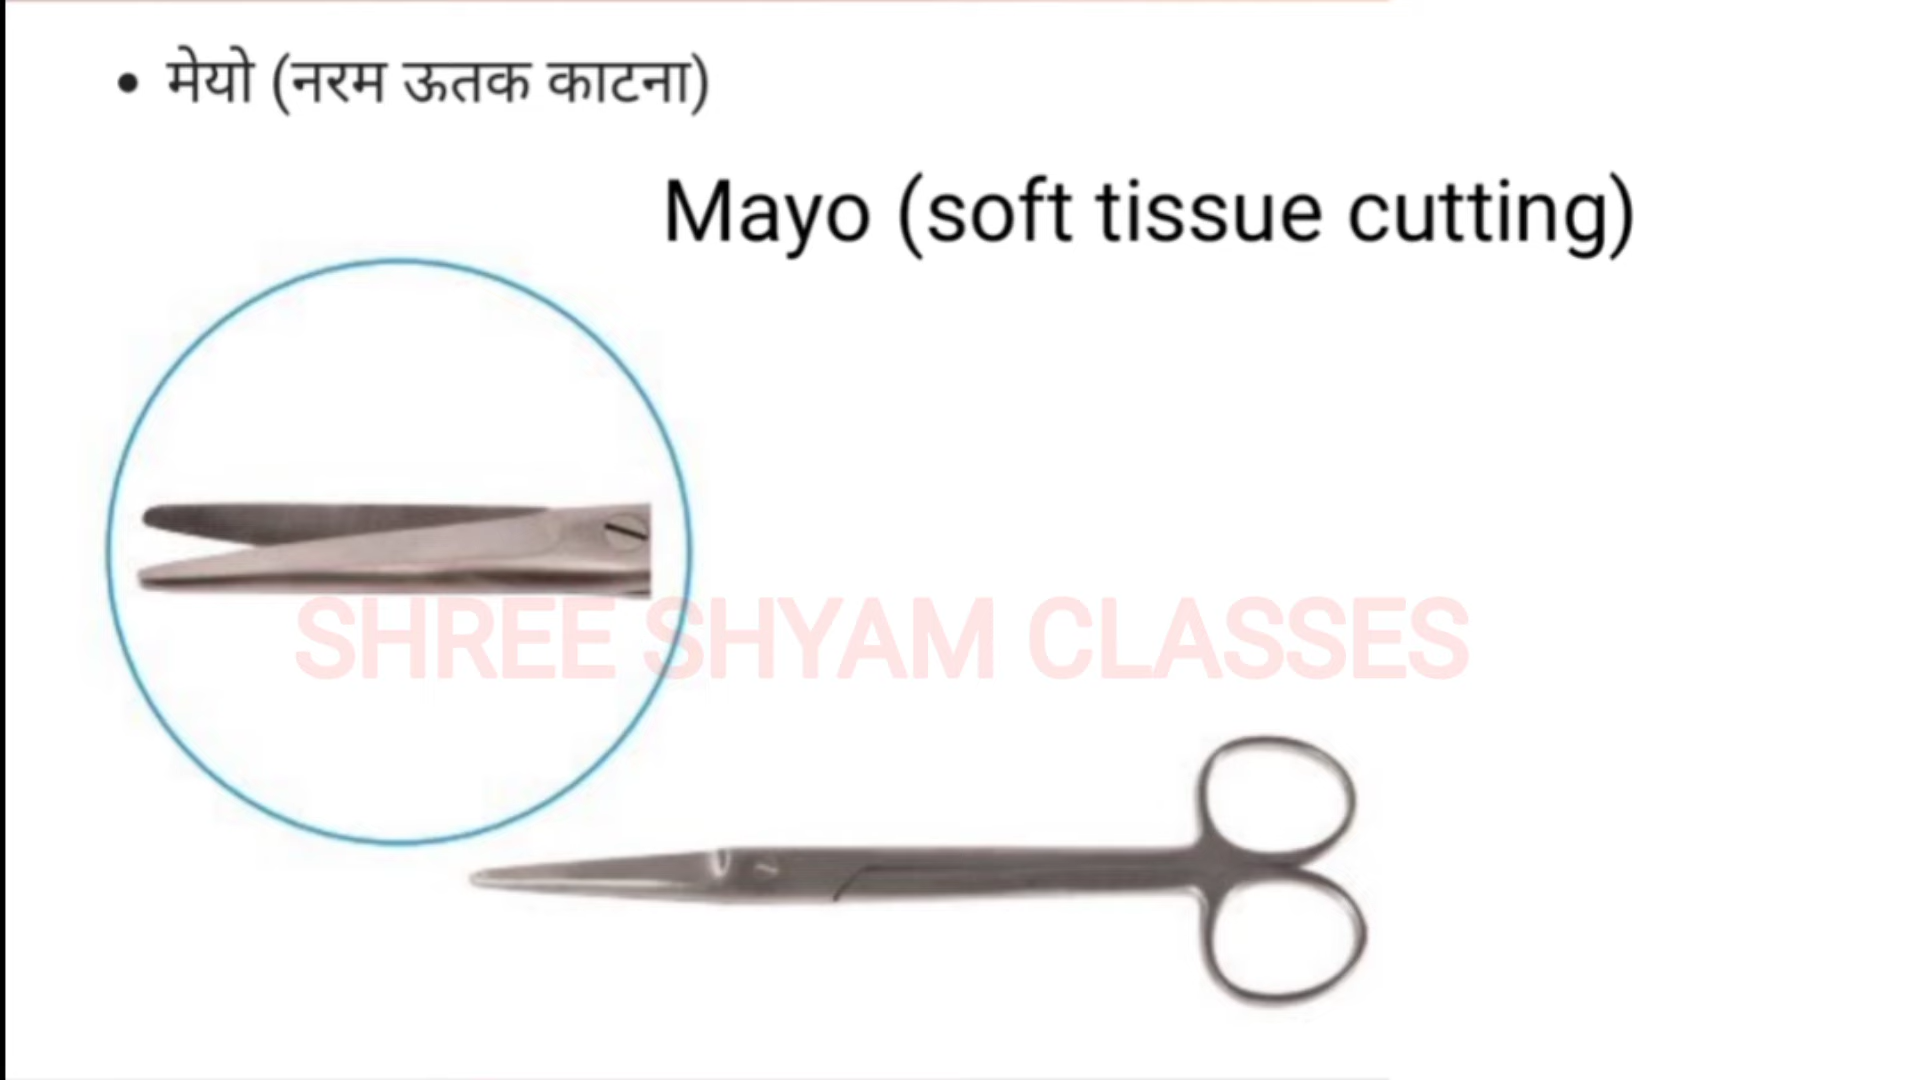 • मेयो (नरम ऊतक काटना)
Mayo (soft tissue cutting)
SHREE SHYAM CLASSES